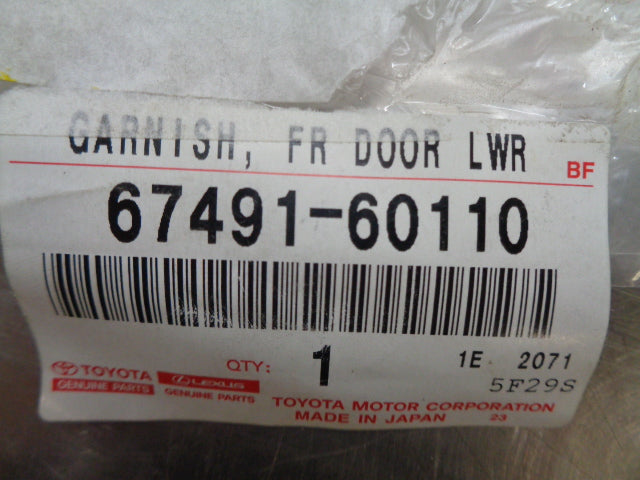 GARNISH, FR DOOR LWR
BF
67491-60110
TOYOTA
GENUINE PARTS
LEXUS
GENUINE PARTS
QTY: 1
1E 2071
5F29S
TOYOTA MOTOR CORPORATION
MADE IN JAPAN 23